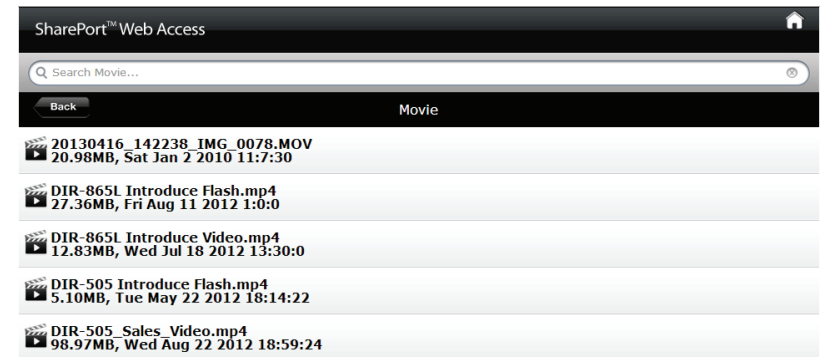 SharePort™ Web Access
Search Movie...
Back
Movie
20130416_142238_IMG_0078.MOV
20.98MB, Sat Jan 2 2010 11:7:30
DIR-865L Introduce Flash.mp4
27.36MB, Fri Aug 11 2012 1:0:0
DIR-865L Introduce Video.mp4
12.83MB, Wed Jul 18 2012 13:30:0
DIR-505 Introduce Flash.mp4
5.10MB, Tue May 22 2012 18:14:22
DIR-505_Sales_Video.mp4
98.97MB, Wed Aug 22 2012 18:59:24